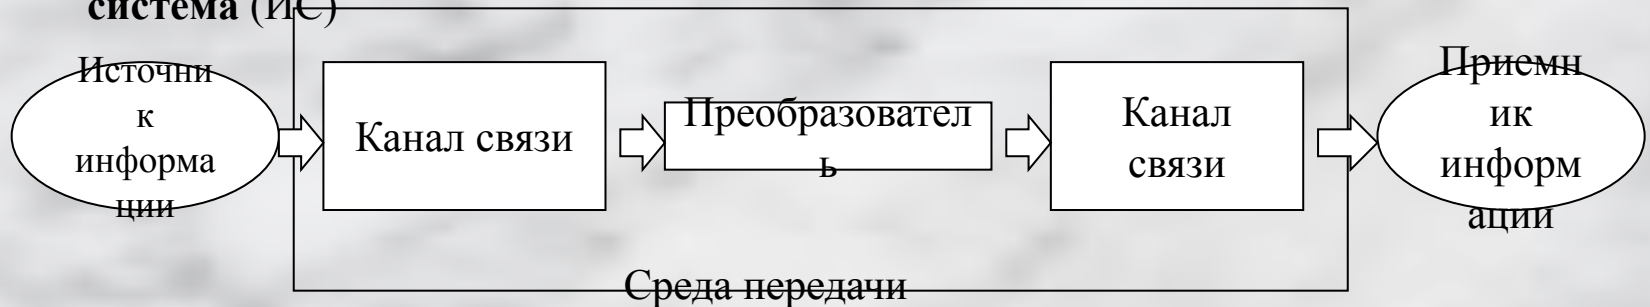 система (ИС)
Источни
к
информа
ции
Канал связи
Преобразовател
ь
Канал
связи
Приемн
ик
информ
ации
Среда передачи